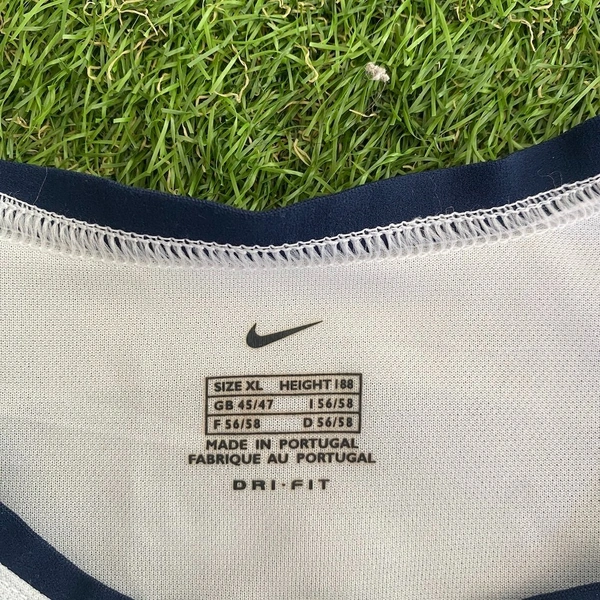 SIZE XL HEIGHT 188
GB 45/47 I 56/58
F 56/58 D 56/58
MADE IN PORTUGAL
FABRIQUE AU PORTUGAL
DRI-FIT